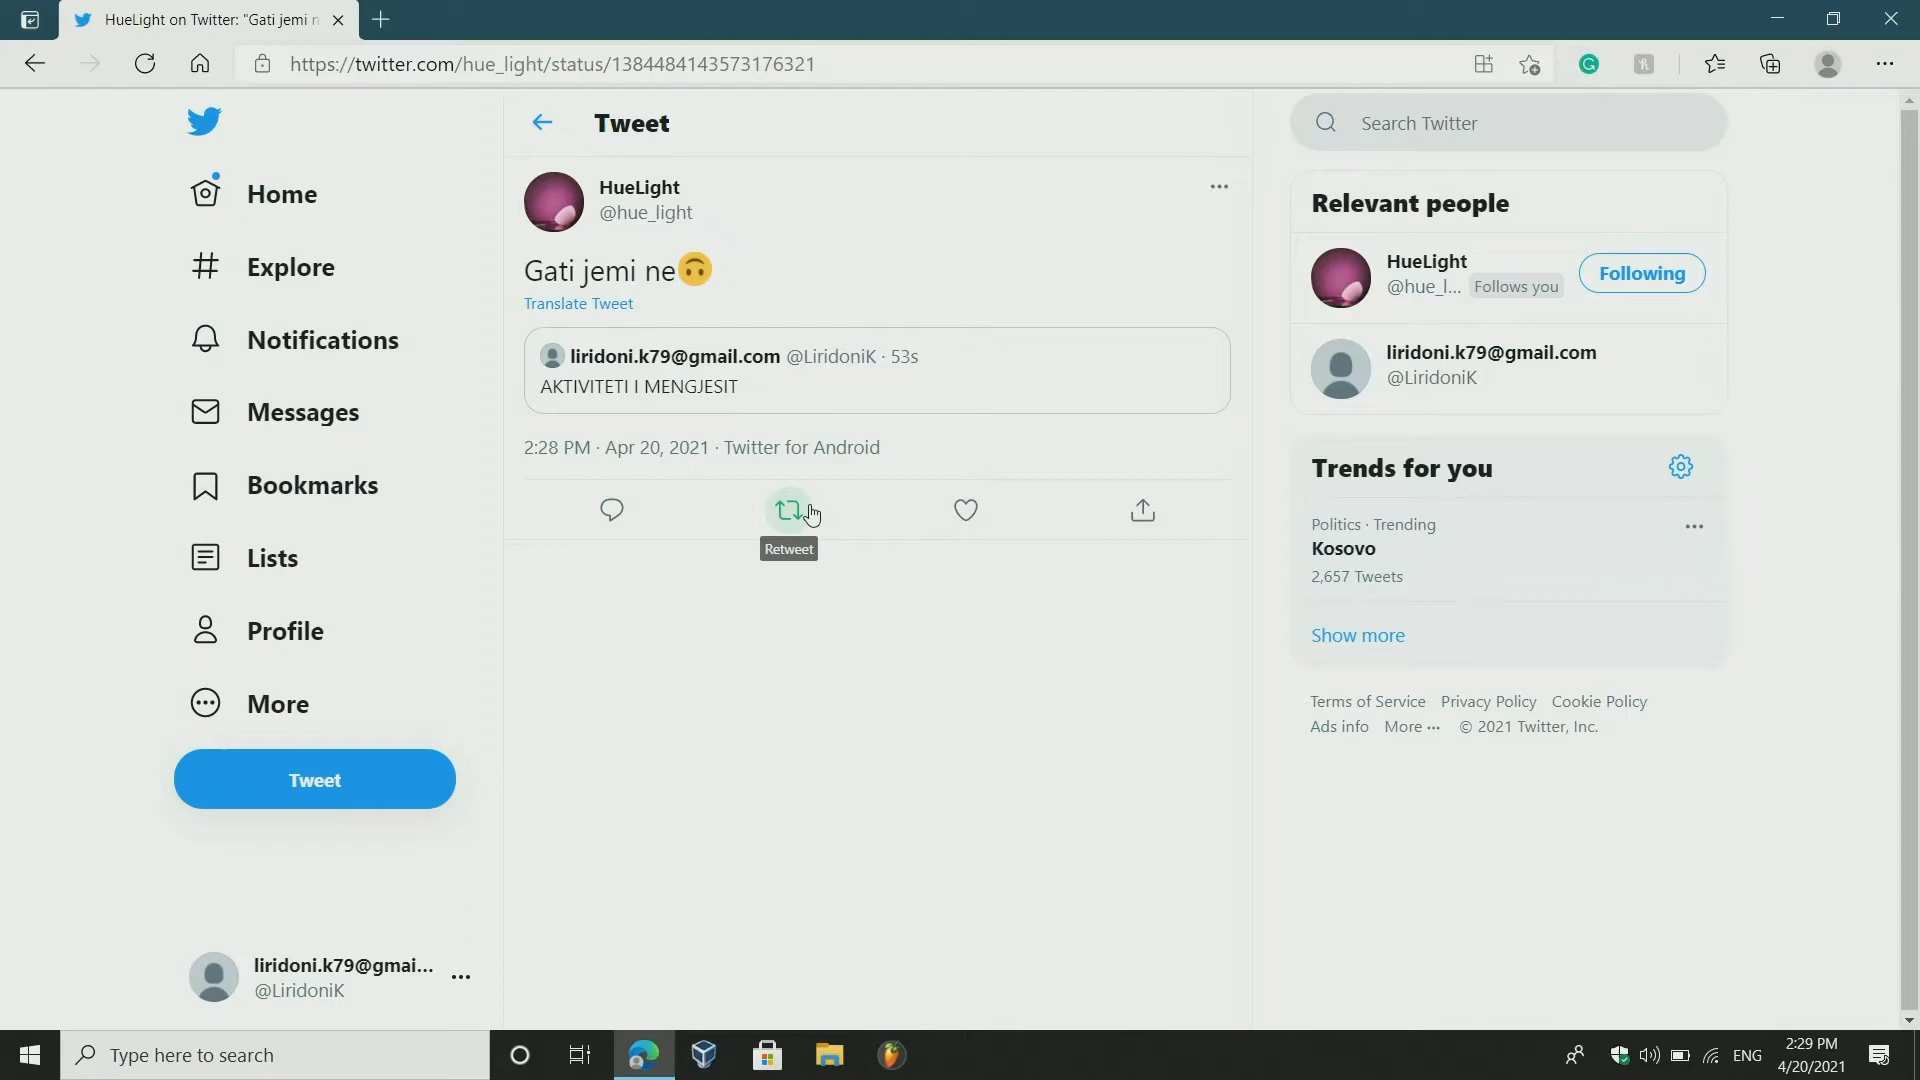 HueLight on Twitter: "Gati jemi n
https://twitter.com/hue_light/status/1384484143573176321
Home
Explore
Notifications
Messages
Bookmarks
Lists
Profile
More
Tweet
liridoni.k79@gmai...
@LiridoniK
Tweet
HueLight
@hue_light
Gati jemi ne🙃
Translate Tweet
liridoni.k79@gmail.com @LiridoniK · 53s
AKTIVITETI I MENGJESIT
2:28 PM · Apr 20, 2021 · Twitter for Android
Retweet
Search Twitter
Relevant people
HueLight
@hue_l... Follows you
Following
liridoni.k79@gmail.com
@LiridoniK
Trends for you
Politics · Trending
Kosovo
2,657 Tweets
Show more
Terms of Service Privacy Policy Cookie Policy
Ads info More ··· © 2021 Twitter, Inc.
Type here to search
ENG
2:29 PM
4/20/2021